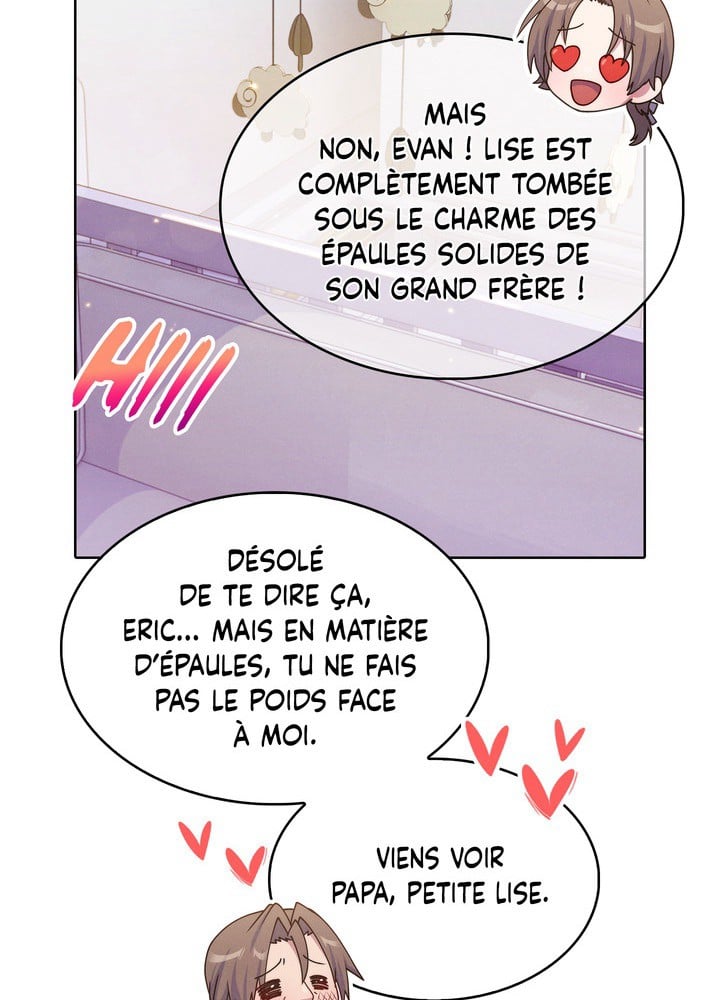 MAIS
NON, EVAN ! LISE EST
COMPLÈTEMENT TOMBÉE
SOUS LE CHARME DES
ÉPAULES SOLIDES DE
SON GRAND FRÈRE !
HIIII
DÉSOLÉ
DE TE DIRE ÇA,
ERIC... MAIS EN MATIÈRE
D'ÉPAULES, TU NE FAIS
PAS LE POIDS FACE
À MOI.
VIENS VOIR
PAPA, PETITE LISE.